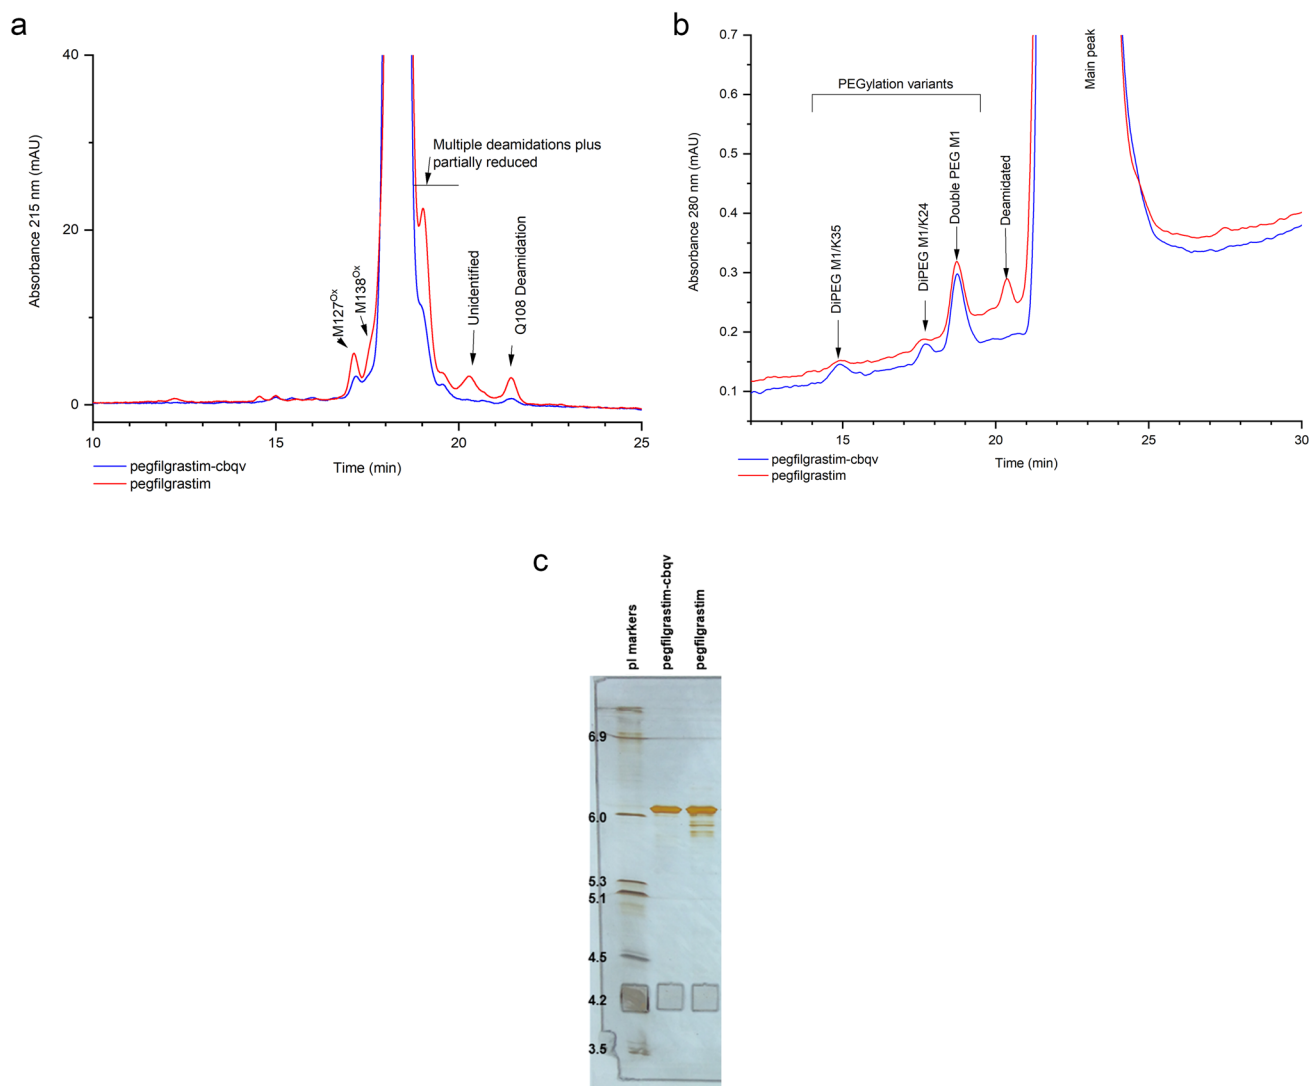 a
Absorbance 215 nm (mAU)
40
20
0
10
15
20
25
Time (min)
M127Ox
M138Ox
Multiple deamidations plus
partially reduced
Unidentified
Q108 Deamidation
pegfilgrastim-cbqv
pegfilgrastim
b
Absorbance 280 nm (mAU)
0.7
0.6
0.5
0.4
0.3
0.2
0.1
15
20
25
30
Time (min)
PEGylation variants
DiPEG M1/K35
DiPEG M1/K24
Double PEG M1
Deamidated
Main peak
pegfilgrastim-cbqv
pegfilgrastim
c
pI markers
pegfilgrastim-cbqv
pegfilgrastim
6.9
6.0
5.3
5.1
4.5
4.2
3.5